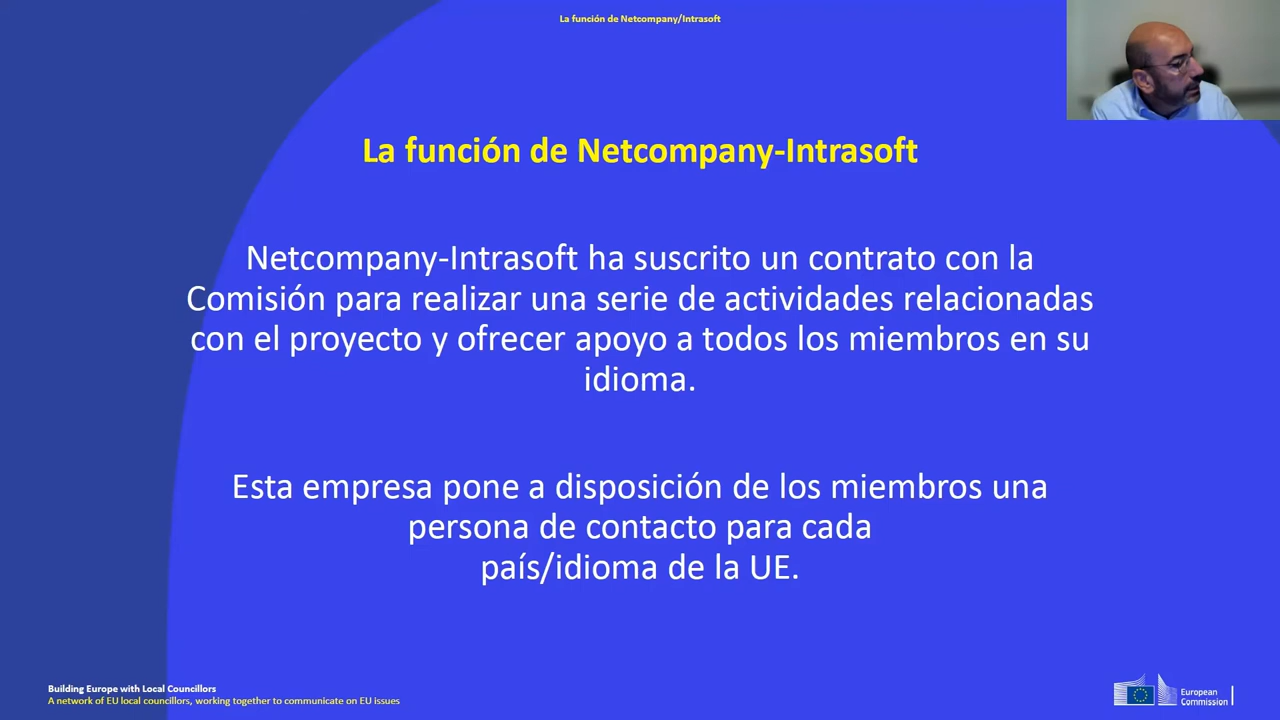 La función de Netcompany/Intrasoft
La función de Netcompany-Intrasoft
Netcompany-Intrasoft ha suscrito un contrato con la
Comisión para realizar una serie de actividades relacionadas
con el proyecto y ofrecer apoyo a todos los miembros en su
idioma.
Esta empresa pone a disposición de los miembros una
persona de contacto para cada
país/idioma de la UE.
Building Europe with Local Councillors
A network of EU local councillors, working together to communicate on EU issues
European
Commission